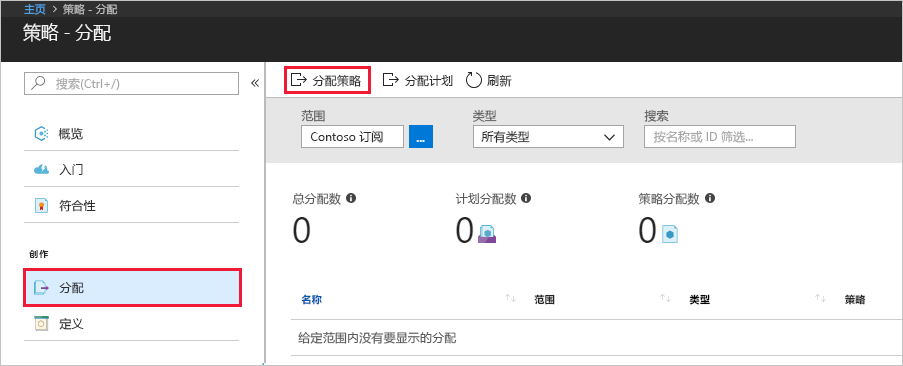 主页 > 策略 - 分配
策略 - 分配
搜索(Ctrl+/)
«
概览
入门
符合性
创作
分配
定义
分配策略 分配计划 刷新
范围 类型 搜索
Contoso 订阅 ... 所有类型 按名称或 ID 筛选...
总分配数 计划分配数 策略分配数
0 0 0
名称 范围 类型 策略
给定范围内没有要显示的分配